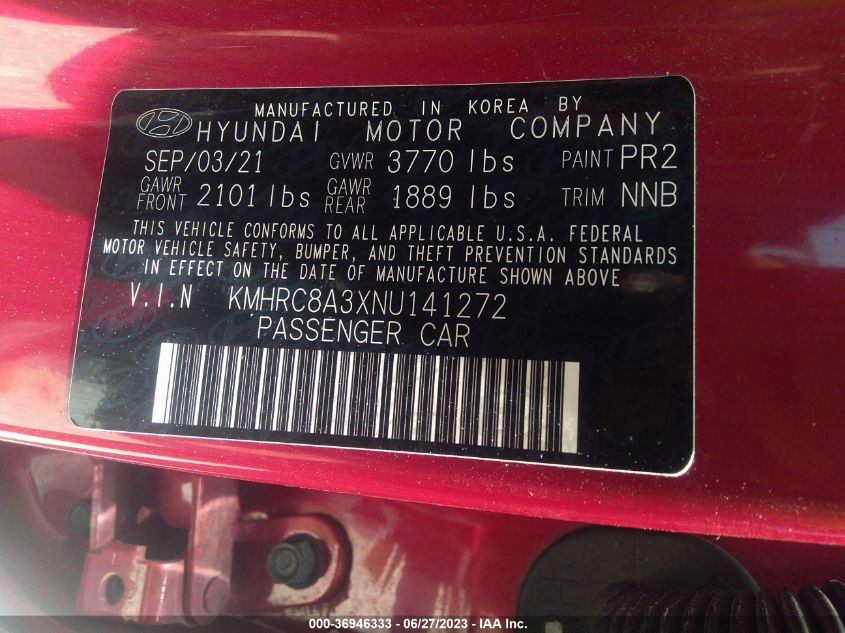 MANUFACTURED IN KOREA BY
HYUNDAI MOTOR COMPANY
SEP/03/21 GVWR 3770 lbs PAINT PR2
GAWR FRONT 2101 lbs GAWR REAR 1889 lbs TRIM NNB
THIS VEHICLE CONFORMS TO ALL APPLICABLE U.S.A. FEDERAL
MOTOR VEHICLE SAFETY, BUMPER, AND THEFT PREVENTION STANDARDS
IN EFFECT ON THE DATE OF MANUFACTURE SHOWN ABOVE
V.I.N KMHRC8A3XNU141272
PASSENGER CAR
000-36946333 - 06/27/2023 - IAA Inc.